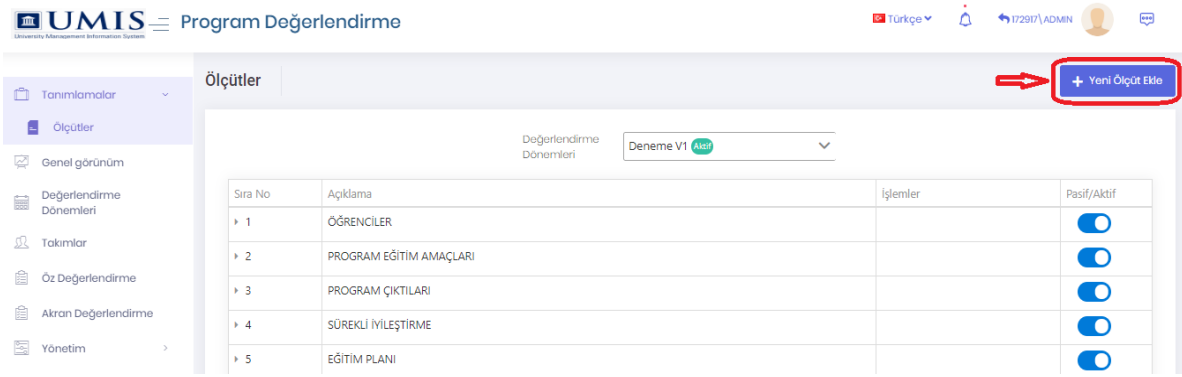 UMIS
University Management Information System
Program Değerlendirme
Türkçe
172917\ADMIN
Tanımlamalar
Ölçütler
Genel görünüm
Değerlendirme
Dönemleri
Takımlar
Öz Değerlendirme
Akran Değerlendirme
Yönetim
Ölçütler
+ Yeni Ölçüt Ekle
Değerlendirme
Dönemleri
Deneme V1 Aktif
Sıra No Açıklama İşlemler Pasif/Aktif
1 ÖĞRENCİLER
2 PROGRAM EĞİTİM AMAÇLARI
3 PROGRAM ÇIKTILARI
4 SÜREKLİ İYİLEŞTİRME
5 EĞİTİM PLANI